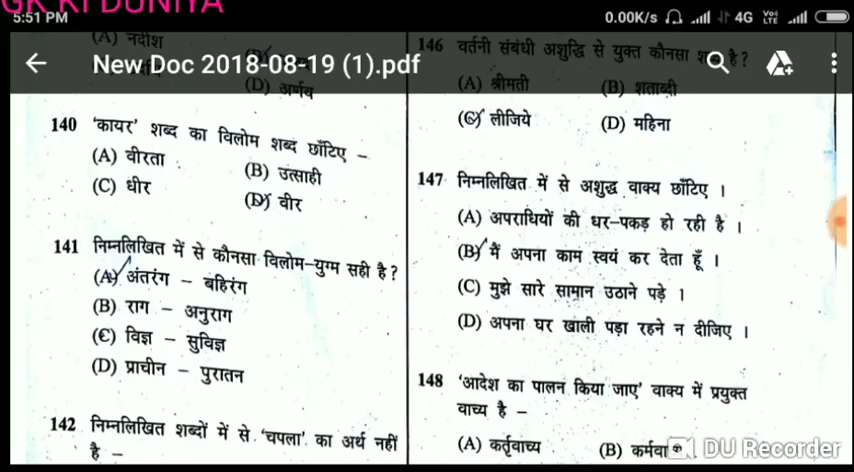 GK KI DUNIYA
5:51 PM
0.00K/s 4G VoLTE
New Doc 2018-08-19 (1).pdf
(A) नदीश
(D) अर्णव
140 'कायर' शब्द का विलोम शब्द छाँटिए –
(A) वीरता
(B) उत्साही
(C) धीर
(D) वीर
141 निम्नलिखित में से कौनसा विलोम–युग्म सही है?
(A) अंतरंग – बहिरंग
(B) राग – अनुराग
(C) विज्ञ – सुविज्ञ
(D) प्राचीन – पुरातन
142 निम्नलिखित शब्दों में से 'चपला' का अर्थ नहीं
है –
146 वर्तनी संबंधी अशुद्धि से युक्त कौनसा है?
(A) श्रीमती
(B) शताब्दी
(C) लीजिये
(D) महिना
147 निम्नलिखित में से अशुद्ध वाक्य छाँटिए ।
(A) अपराधियों की धर–पकड़ हो रही है ।
(B) मैं अपना काम स्वयं कर देता हूँ ।
(C) मुझे सारे सामान उठाने पड़े ।
(D) अपना घर खाली पड़ा रहने न दीजिए ।
148 'आदेश का पालन किया जाए' वाक्य में प्रयुक्त
वाच्य है –
(A) कर्तृवाच्य
(B)
DU Recorder